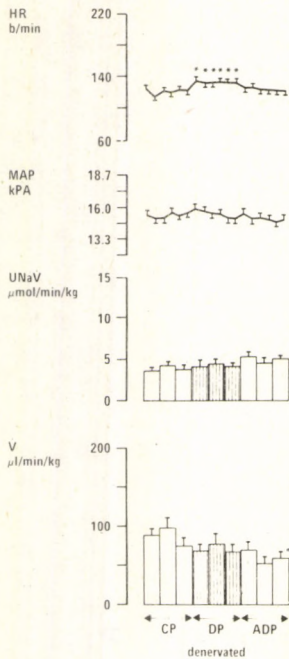 HR
b/min
220
140
60
* * * * * *
MAP
kPA
18.7
16.0
13.3
UNaV
µmol/min/kg
15
10
5
0
V
µl/min/kg
200
100
0
*
CP DP ADP
denervated